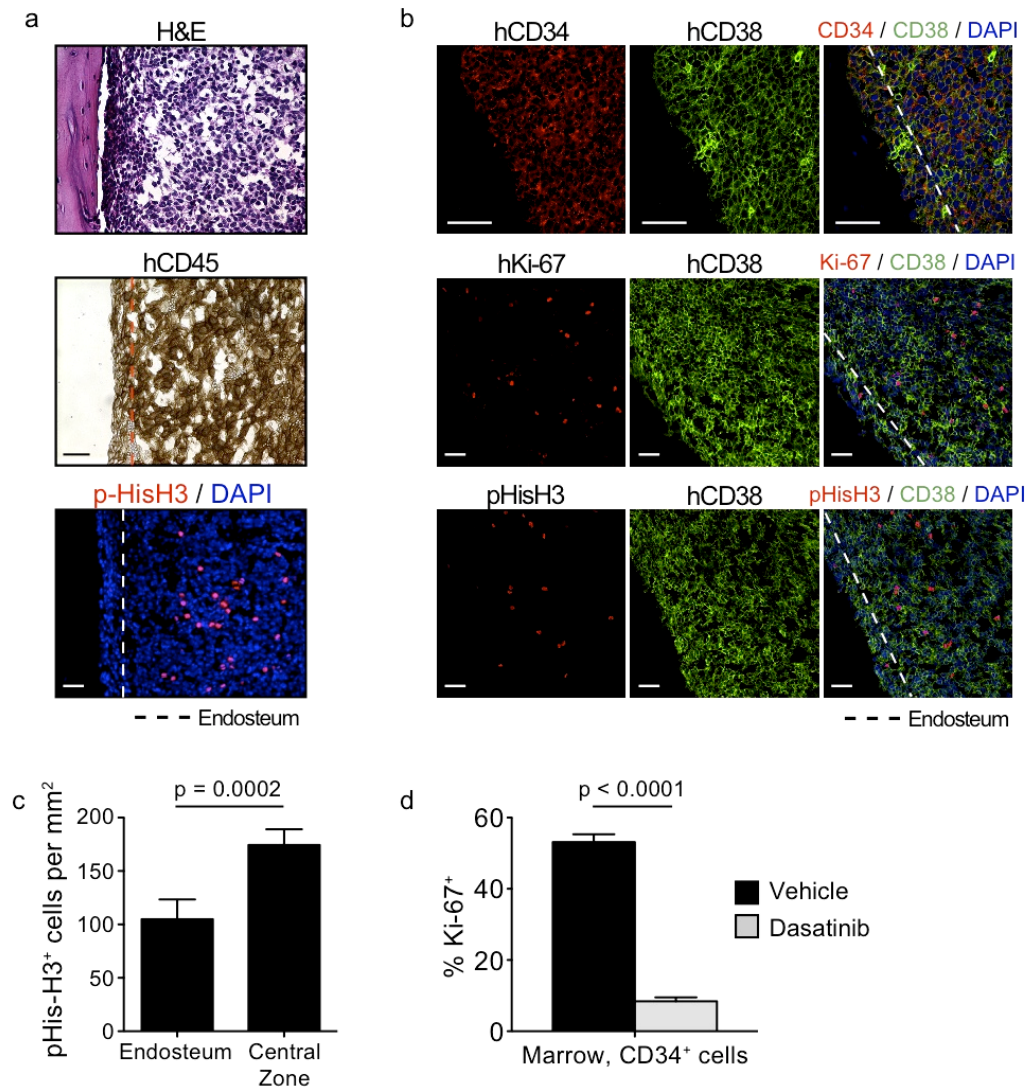 a
H&E
hCD45
p-HisH3 / DAPI
Endosteum
b
hCD34 hCD38 CD34 / CD38 / DAPI
hKi-67 hCD38 Ki-67 / CD38 / DAPI
pHisH3 hCD38 pHisH3 / CD38 / DAPI
Endosteum
c
p = 0.0002
pHis-H3⁺ cells per mm²
200
150
100
50
0
Endosteum Central
Zone
d
p < 0.0001
% Ki-67⁺
60
40
20
0
Marrow, CD34⁺ cells
Vehicle
Dasatinib